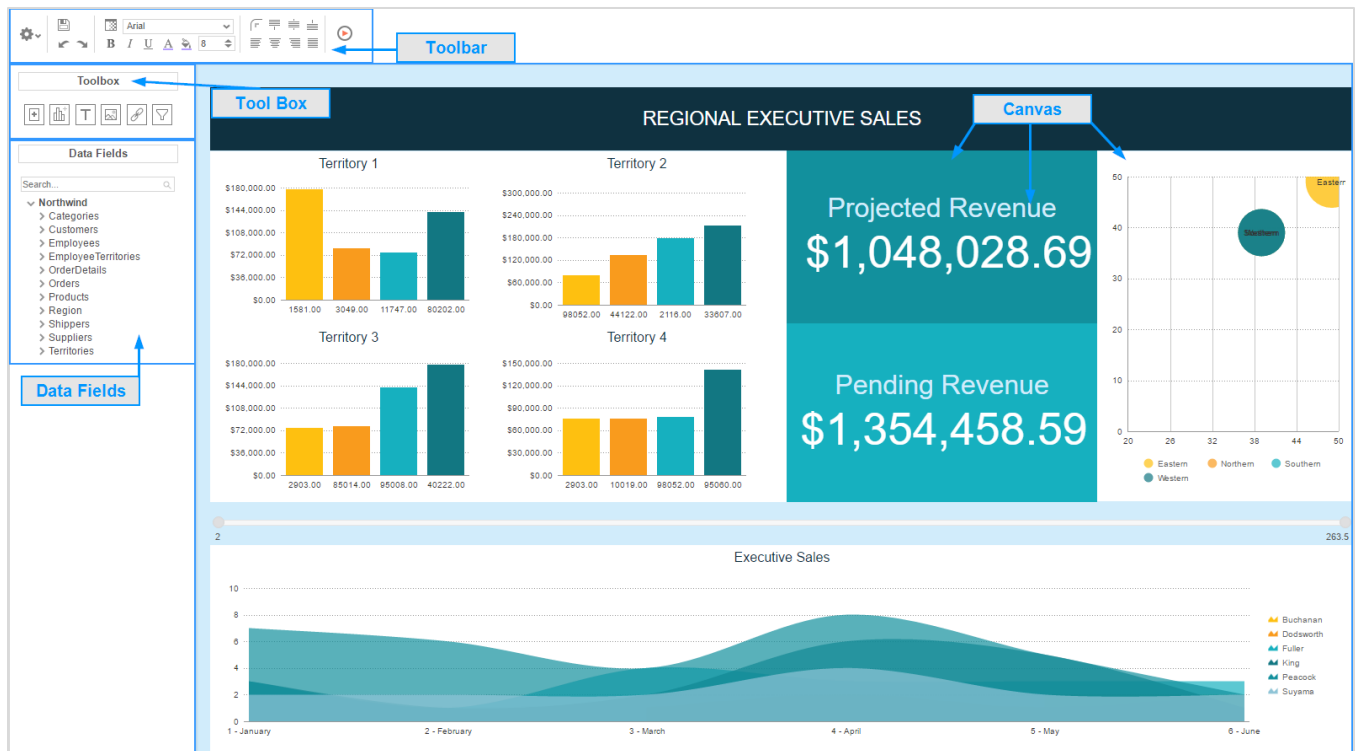 Arial
B I U A 8
Toolbar
Toolbox
Tool Box
T
Data Fields
Search...
Northwind
Categories
Customers
Employees
EmployeeTerritories
OrderDetails
Orders
Products
Region
Shippers
Suppliers
Territories
Data Fields
REGIONAL EXECUTIVE SALES
Canvas
Territory 1
$180,000.00
$144,000.00
$108,000.00
$72,000.00
$36,000.00
$0.00
1581.00 3049.00 11747.00 80202.00
Territory 2
$300,000.00
$240,000.00
$180,000.00
$120,000.00
$60,000.00
$0.00
98052.00 44122.00 2116.00 33607.00
Territory 3
$180,000.00
$144,000.00
$108,000.00
$72,000.00
$36,000.00
$0.00
2903.00 85014.00 95008.00 40222.00
Territory 4
$150,000.00
$120,000.00
$90,000.00
$60,000.00
$30,000.00
$0.00
2903.00 10019.00 98052.00 95060.00
Projected Revenue
$1,048,028.69
Pending Revenue
$1,354,458.59
50
40
30
20
10
0
20 26 32 38 44 50
Eastern
Eastern Northern Southern
Western
2 263.5
Executive Sales
10
8
6
4
2
0
1 - January 2 - February 3 - March 4 - April 5 - May 6 - June
Buchanan
Dodsworth
Fuller
King
Peacock
Suyama